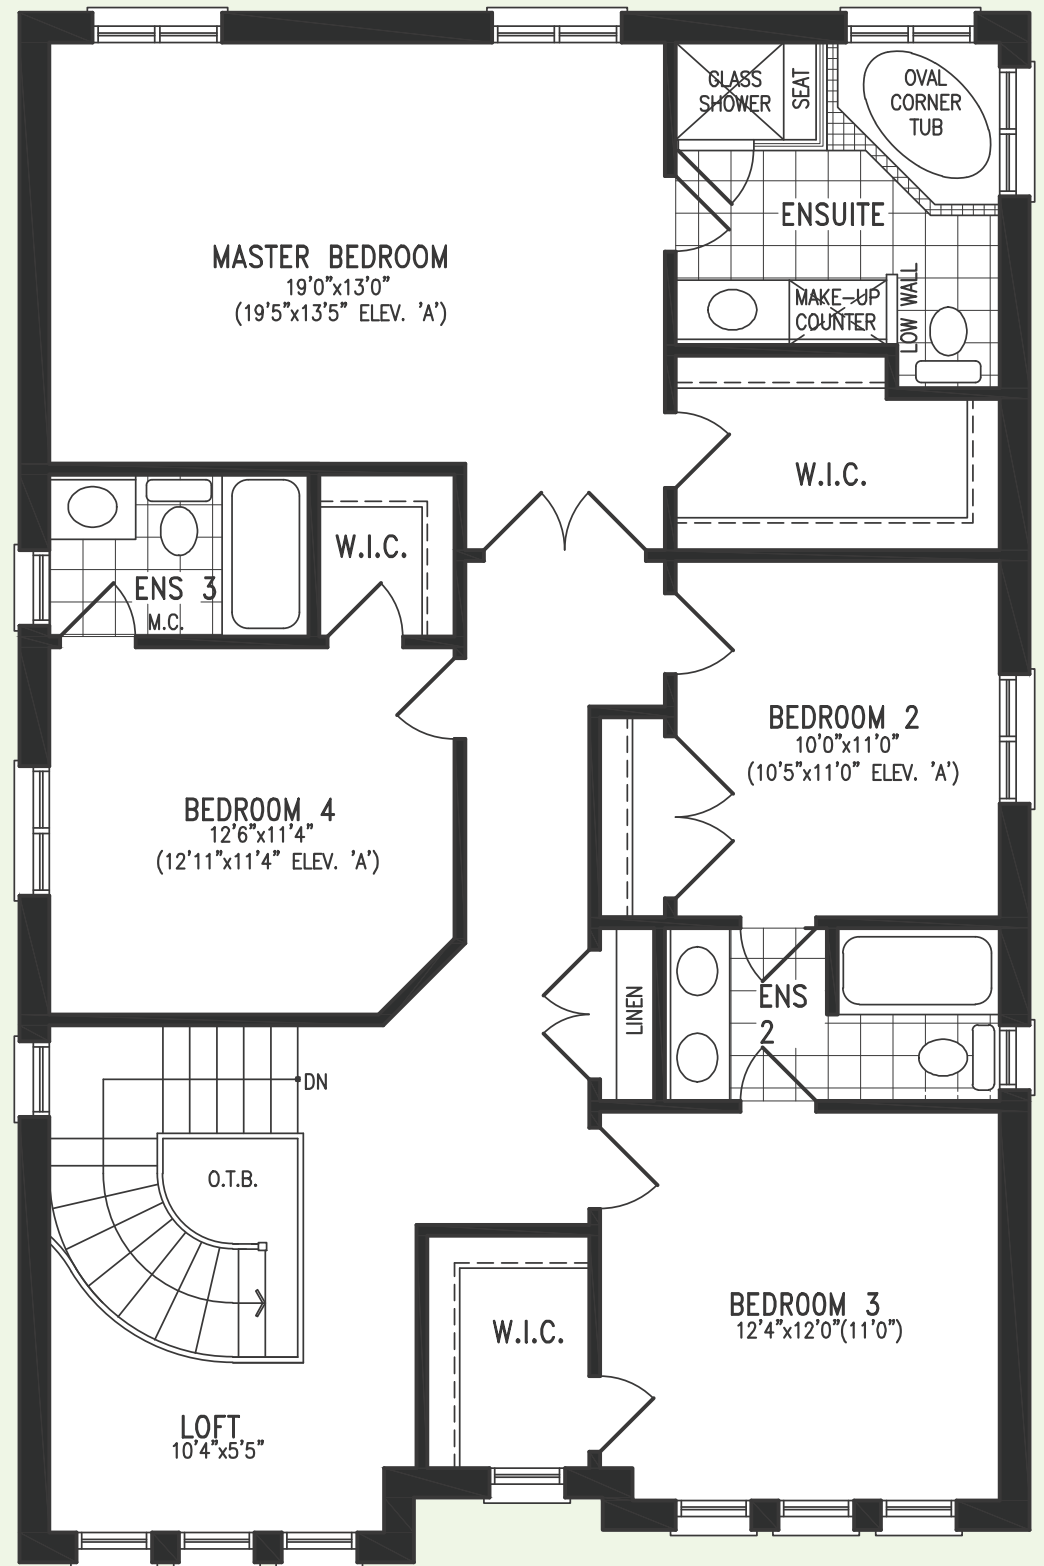 GLASS
SHOWER
SEAT
OVAL
CORNER
TUB
ENSUITE
MASTER BEDROOM
19'0"x13'0"
(19'5"x13'5" ELEV. 'A')
MAKE-UP
COUNTER
LOW WALL
W.I.C.
W.I.C.
ENS 3
M.C.
BEDROOM 2
10'0"x11'0"
(10'5"x11'0" ELEV. 'A')
BEDROOM 4
12'6"x11'4"
(12'11"x11'4" ELEV. 'A')
LINEN
ENS
2
DN
O.T.B.
BEDROOM 3
12'4"x12'0"(11'0")
W.I.C.
LOFT
10'4"x5'5"